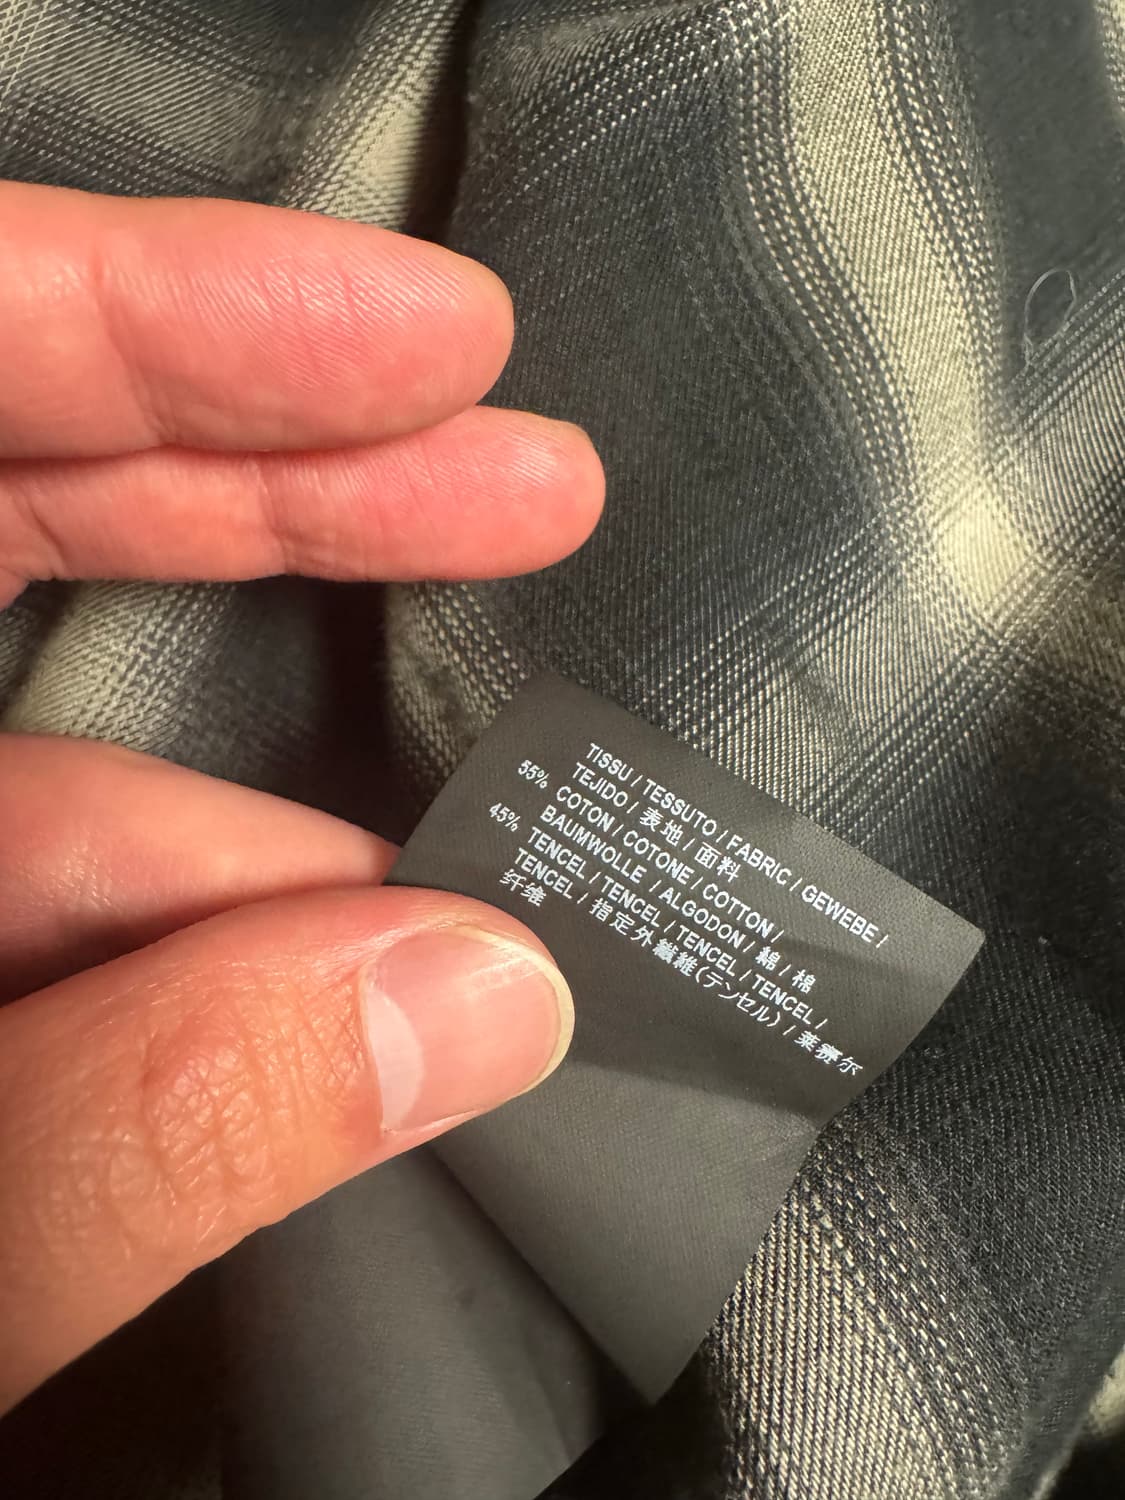 TISSU / TESSUTO / FABRIC / GEWEBE /
TEJIDO / 表地 / 面料
55% COTON / COTONE / COTTON /
BAUMWOLLE / ALGODON / 綿 / 棉
45% TENCEL / TENCEL / TENCEL / TENCEL /
TENCEL / 指定外繊維(テンセル) / 莱赛尔
纤维